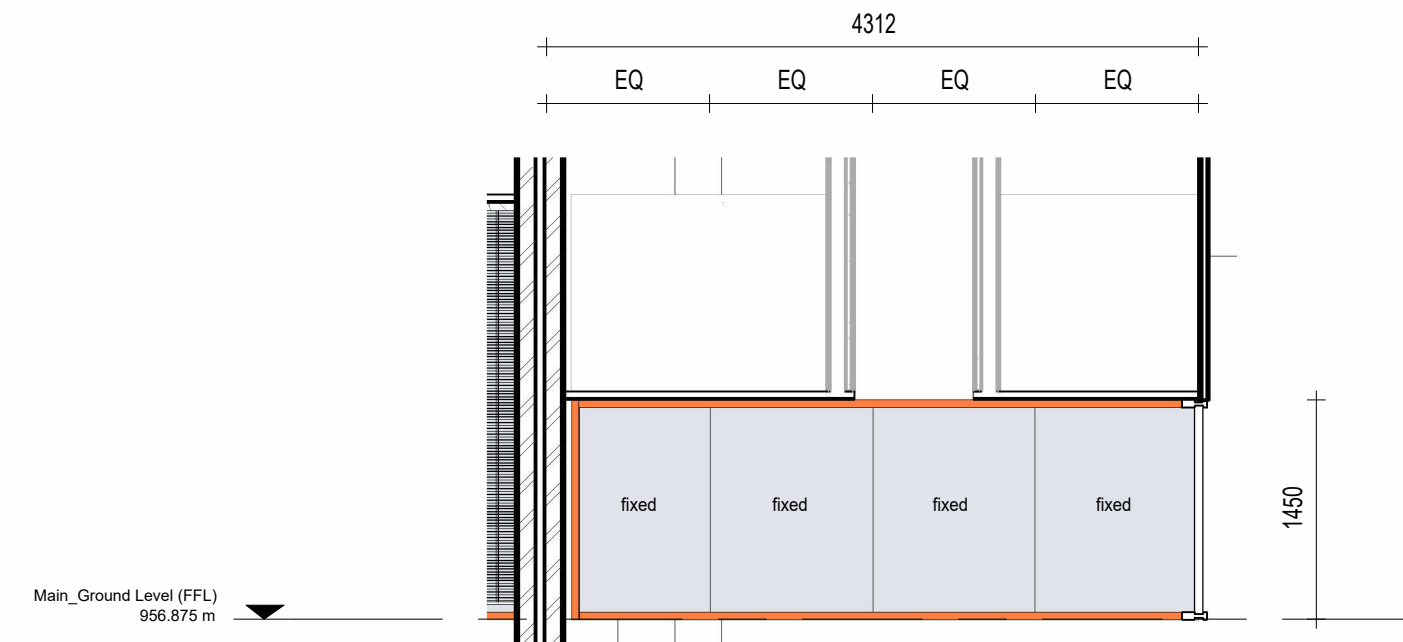 4312
EQ
EQ
EQ
EQ
fixed
fixed
fixed
fixed
1450
Main_Ground Level (FFL)
956.875 m